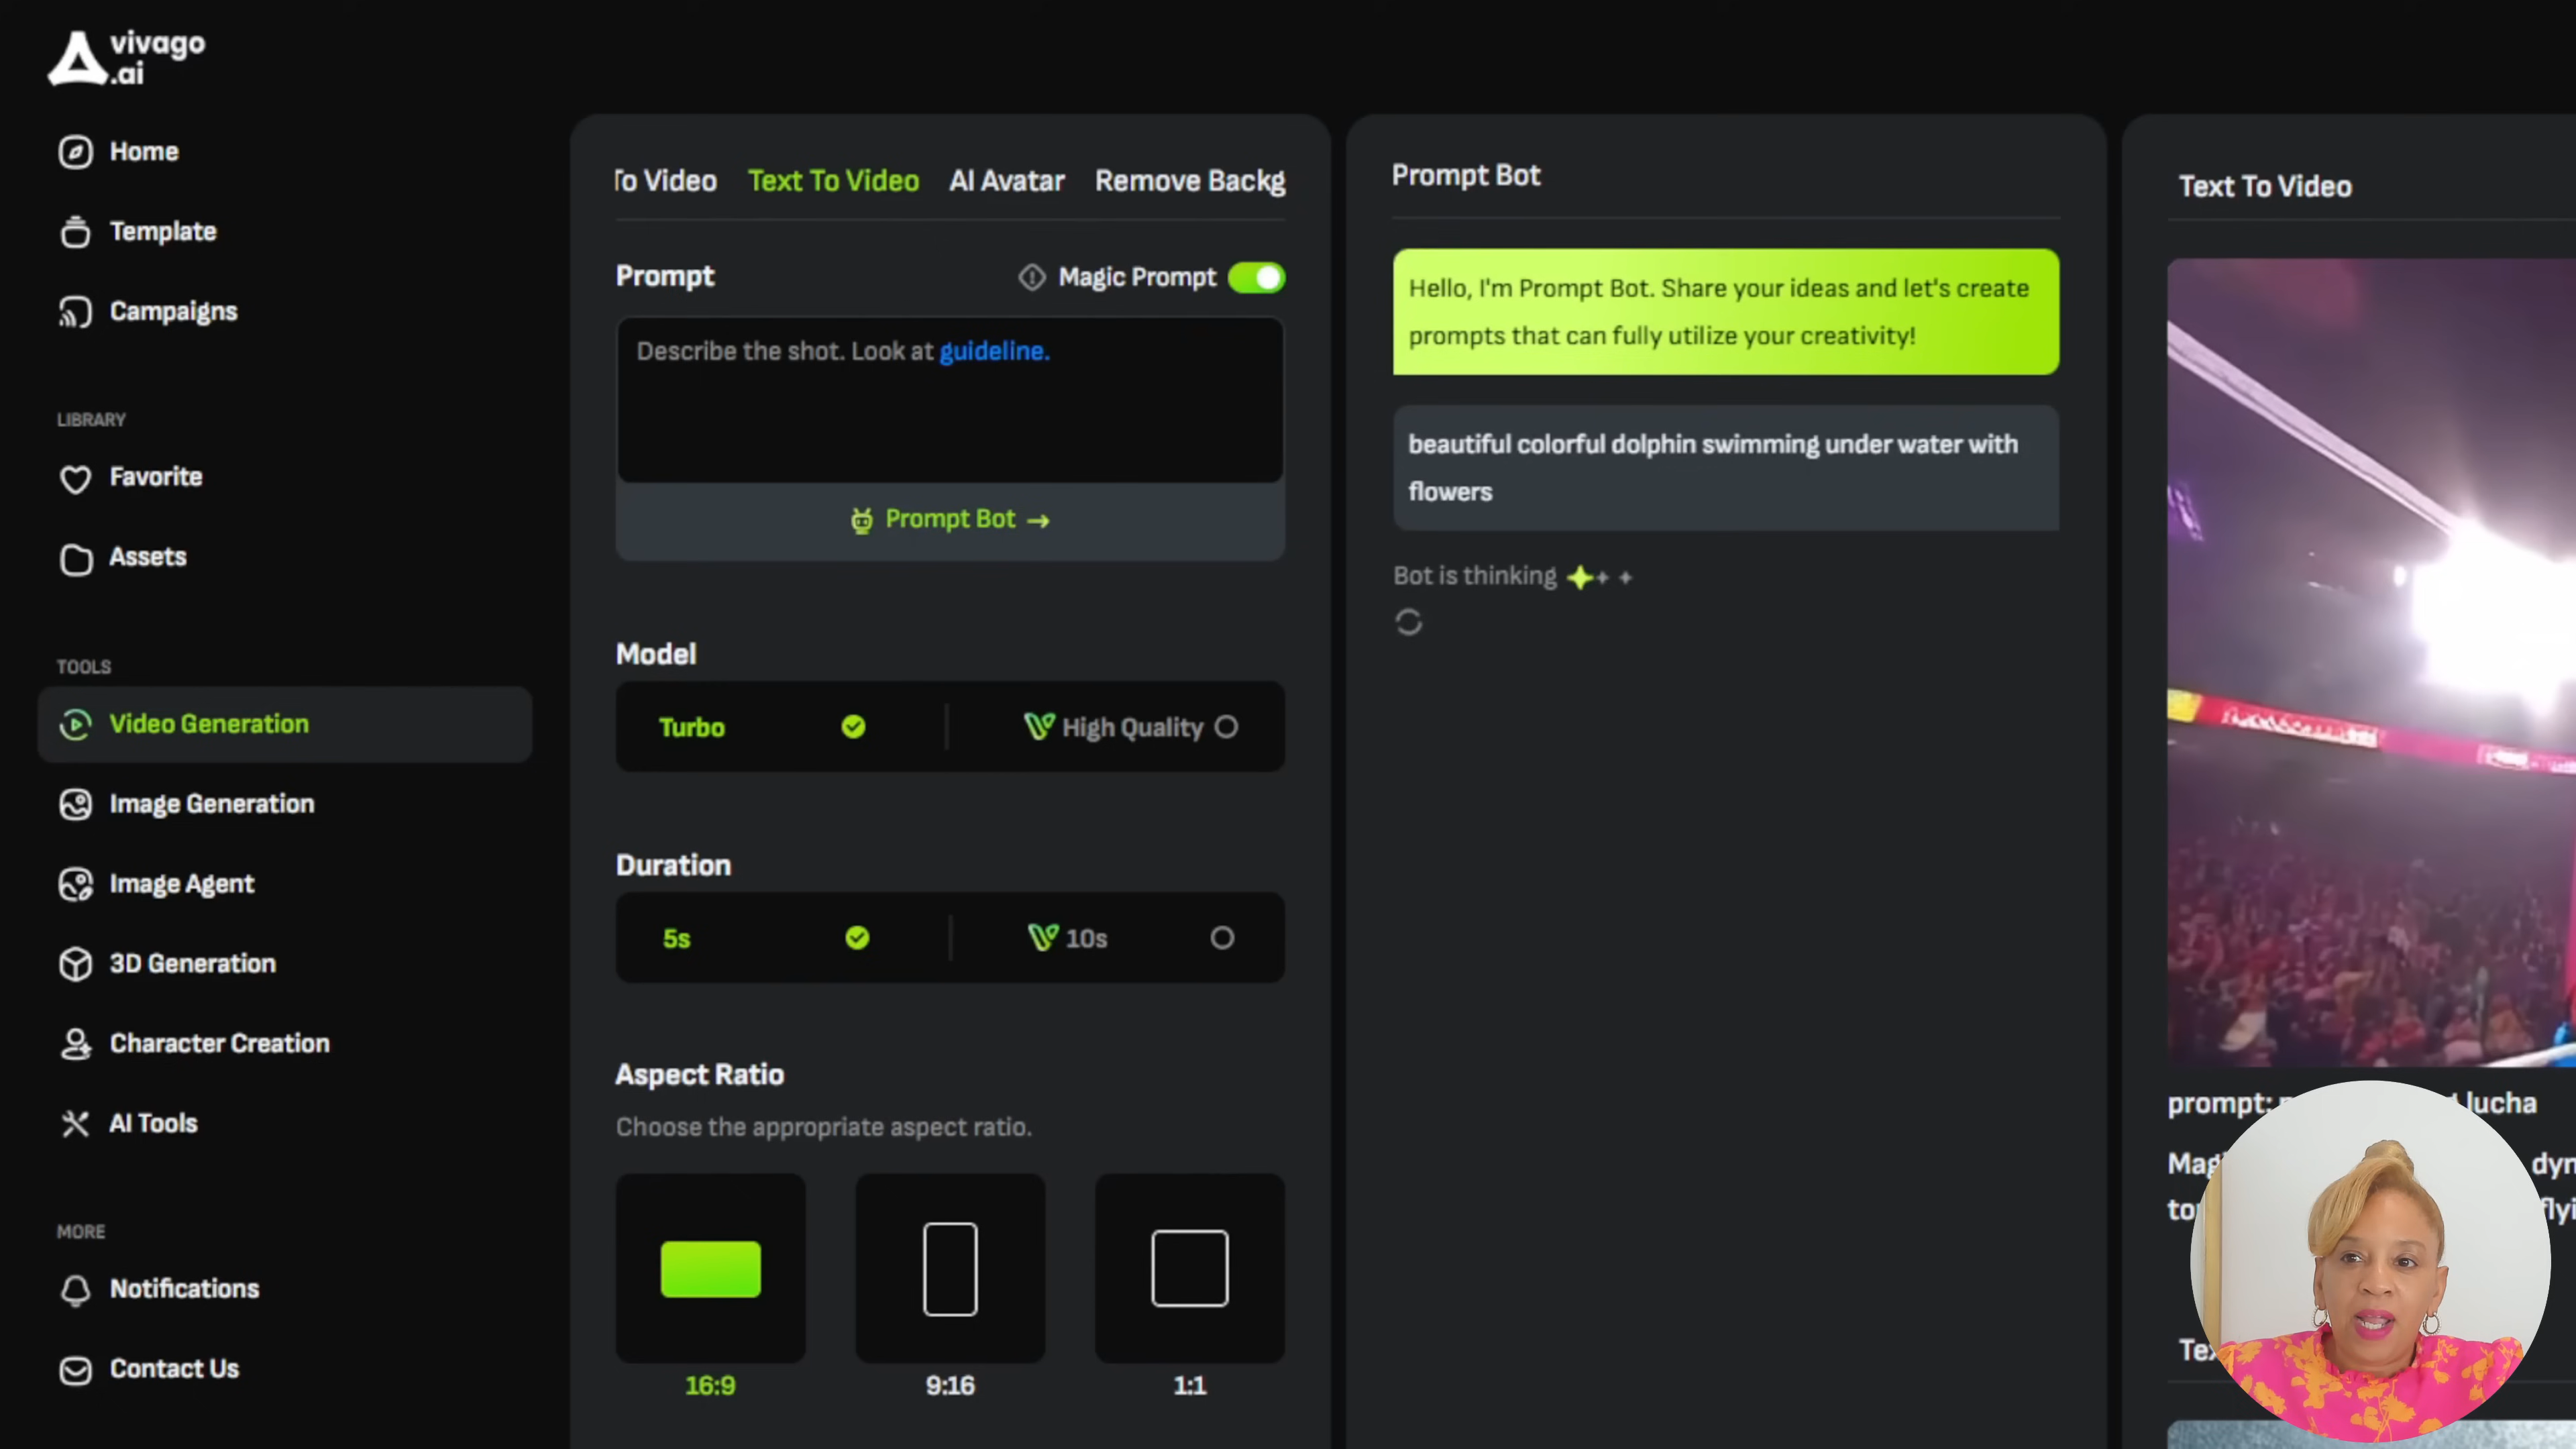 vivago
.ai
Home
Template
Campaigns
LIBRARY
Favorite
Assets
TOOLS
Video Generation
Image Generation
Image Agent
3D Generation
Character Creation
AI Tools
MORE
Notifications
Contact Us
To Video Text To Video AI Avatar Remove Backg
Prompt Magic Prompt
Describe the shot. Look at guideline.
Prompt Bot →
Model
Turbo High Quality
Duration
5s 10s
Aspect Ratio
Choose the appropriate aspect ratio.
16:9 9:16 1:1
Prompt Bot
Hello, I'm Prompt Bot. Share your ideas and let's create
prompts that can fully utilize your creativity!
beautiful colorful dolphin swimming under water with
flowers
Bot is thinking
Text To Video
prompt: lucha